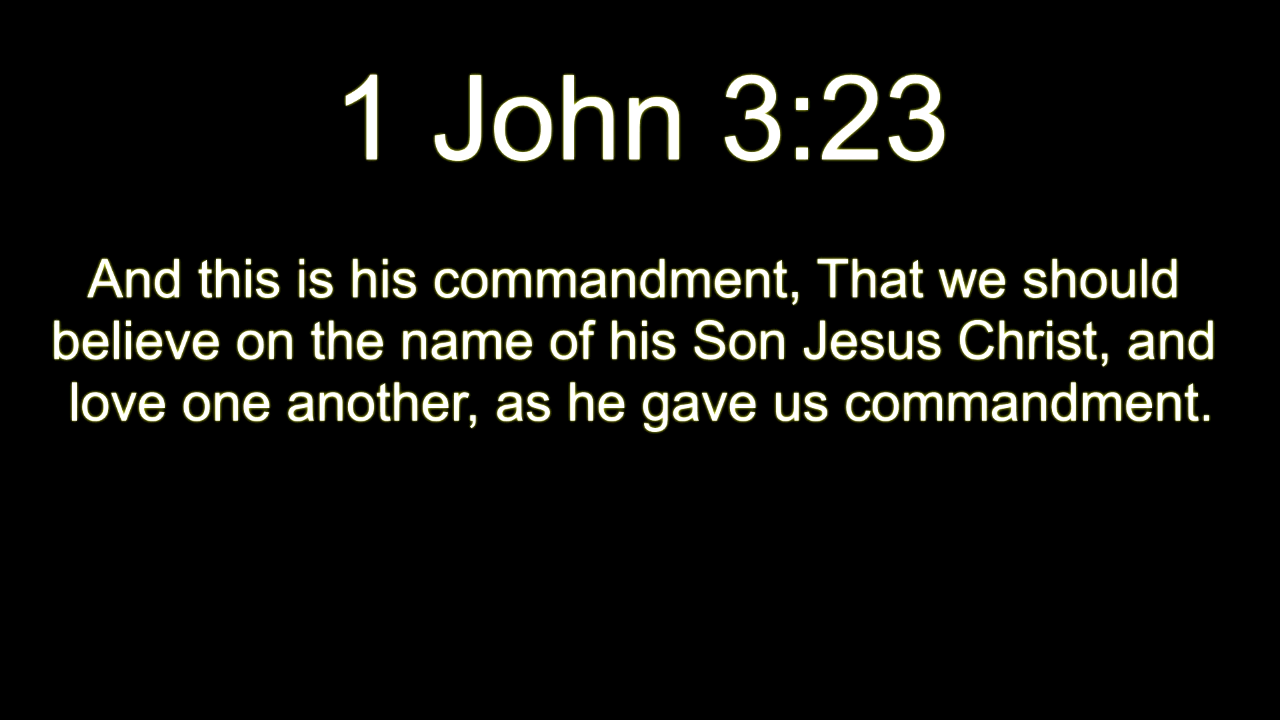 1 John 3:23
And this is his commandment, That we should
believe on the name of his Son Jesus Christ, and
love one another, as he gave us commandment.